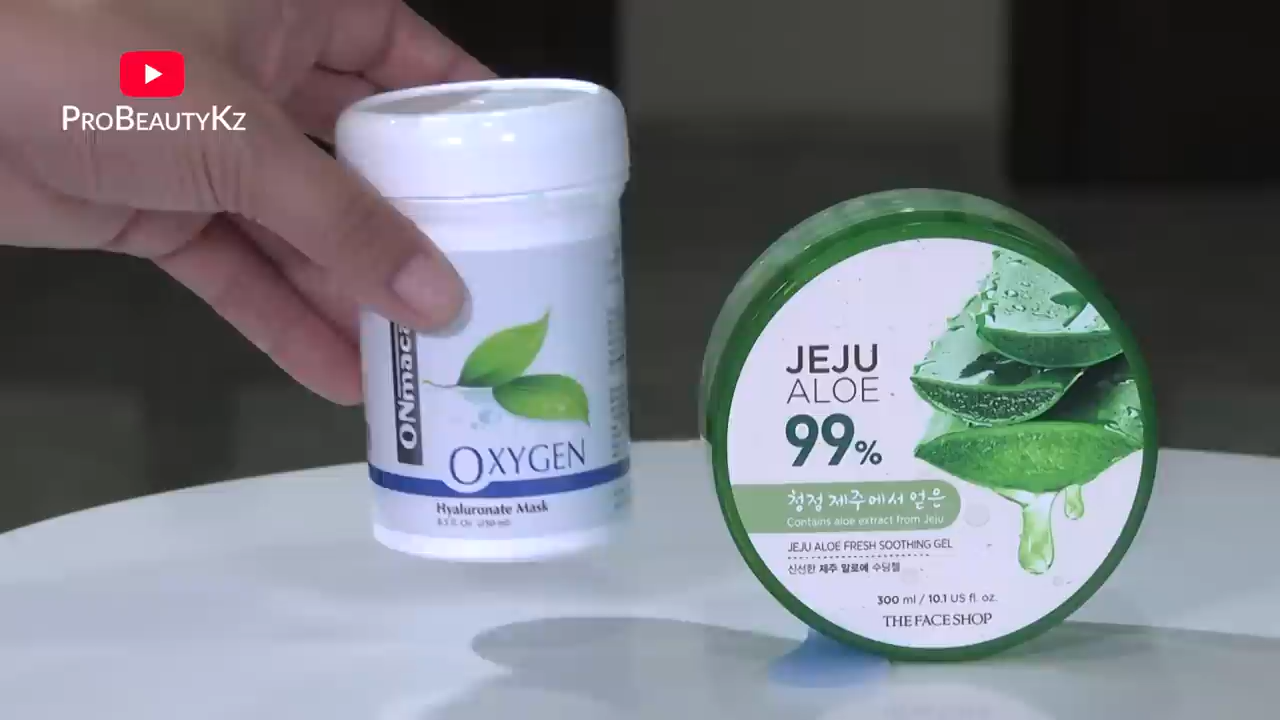 ProBeautyKz
OXYGEN
Hyaluronate Mask
JEJU
ALOE
99%
청정 제주에서 얻은
Contains aloe extract from Jeju
JEJU ALOE FRESH SOOTHING GEL
신선한 제주 알로에 수딩젤
300 ml / 10.1 US fl. oz.
THE FACE SHOP